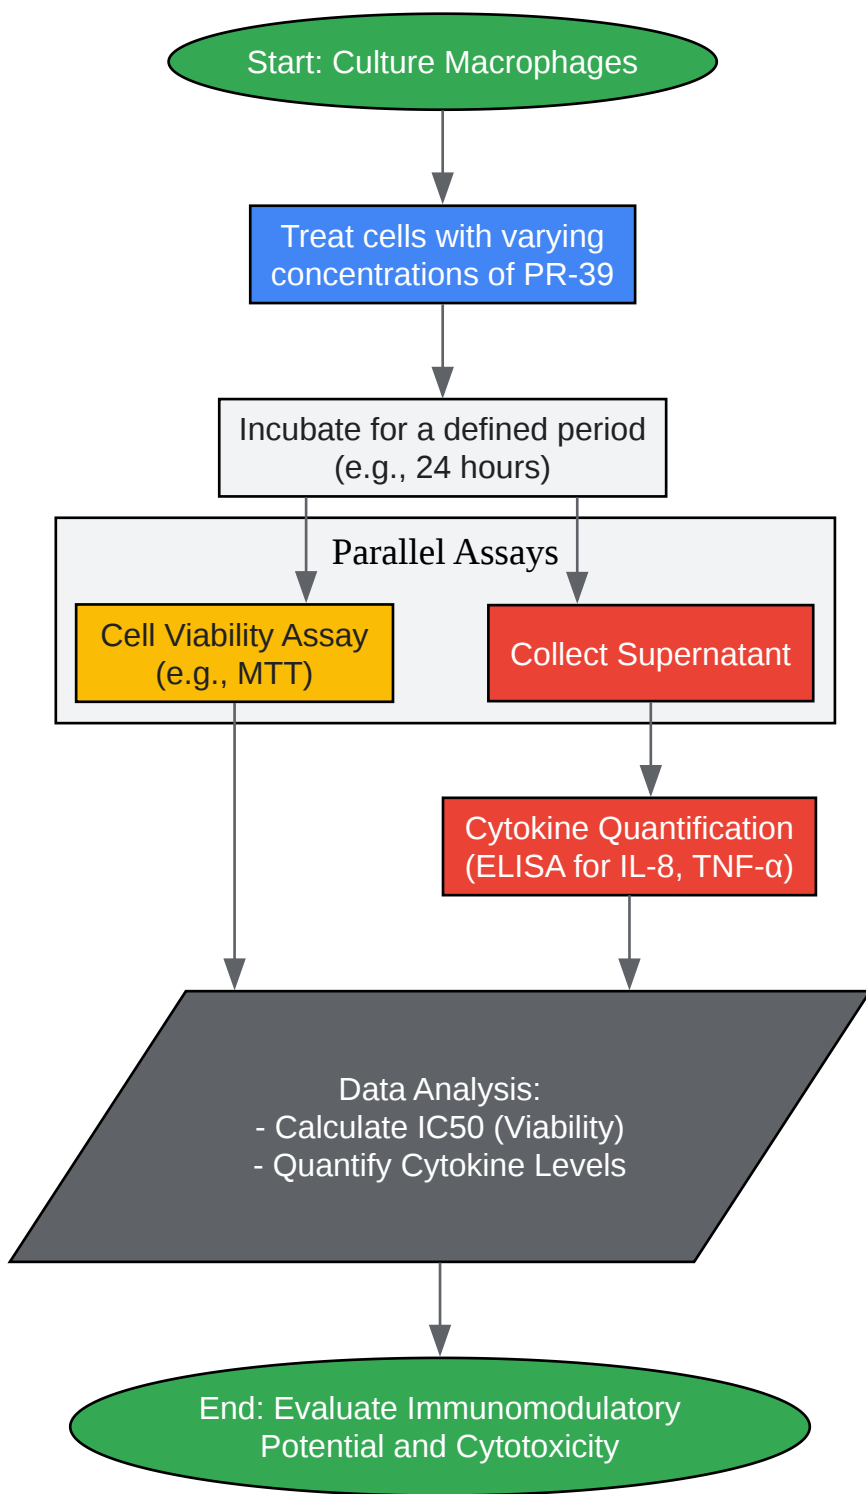 Start: Culture Macrophages
Treat cells with varying
concentrations of PR-39
Incubate for a defined period
(e.g., 24 hours)
Parallel Assays
Cell Viability Assay
(e.g., MTT)
Collect Supernatant
Cytokine Quantification
(ELISA for IL-8, TNF-α)
Data Analysis:
- Calculate IC50 (Viability)
- Quantify Cytokine Levels
End: Evaluate Immunomodulatory
Potential and Cytotoxicity